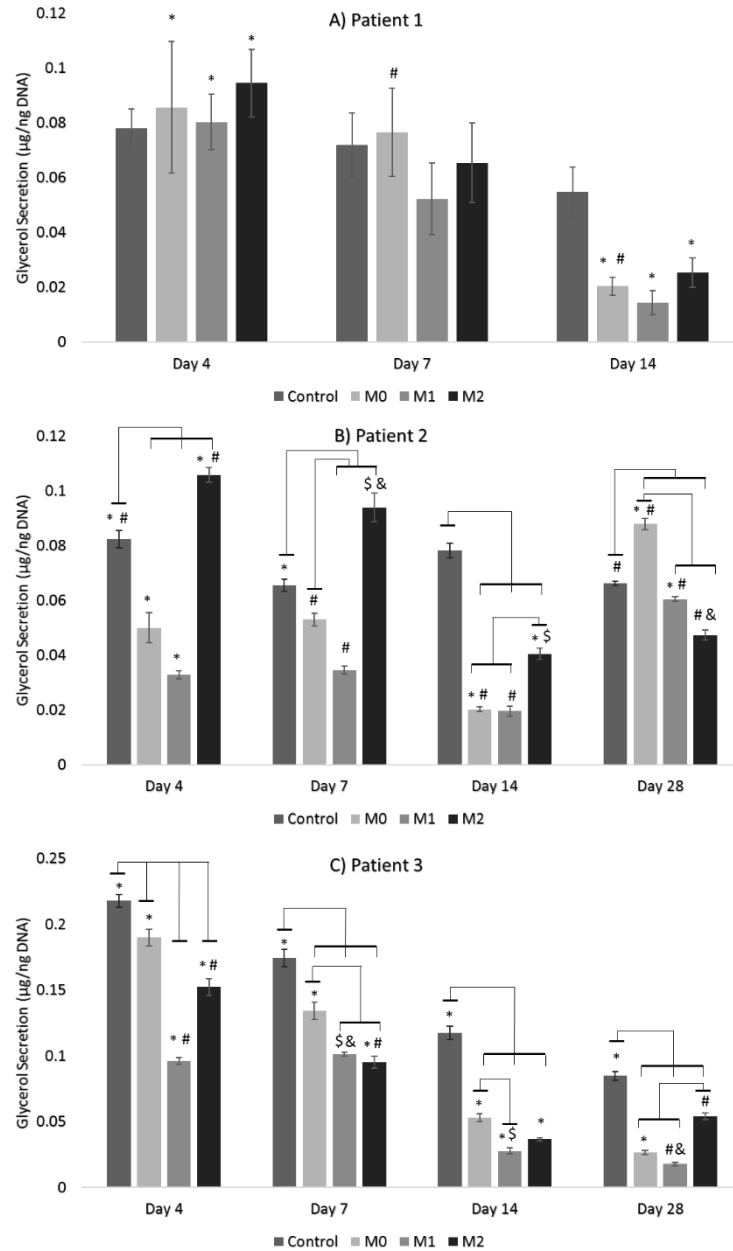 A) Patient 1
Glycerol Secretion (µg/ng DNA)
0.12
0.1
0.08
0.06
0.04
0.02
0
* * *
#
* # * *
Day 4 Day 7 Day 14
Control M0 M1 M2
B) Patient 2
Glycerol Secretion (µg/ng DNA)
0.12
0.1
0.08
0.06
0.04
0.02
0
* # * * * #
* # # $ &
* # # * $
# * # * # # &
Day 4 Day 7 Day 14 Day 28
Control M0 M1 M2
C) Patient 3
Glycerol Secretion (µg/ng DNA)
0.25
0.2
0.15
0.1
0.05
0
* * * # * #
* * $ & * #
* * * $ *
* * #& #
Day 4 Day 7 Day 14 Day 28
Control M0 M1 M2